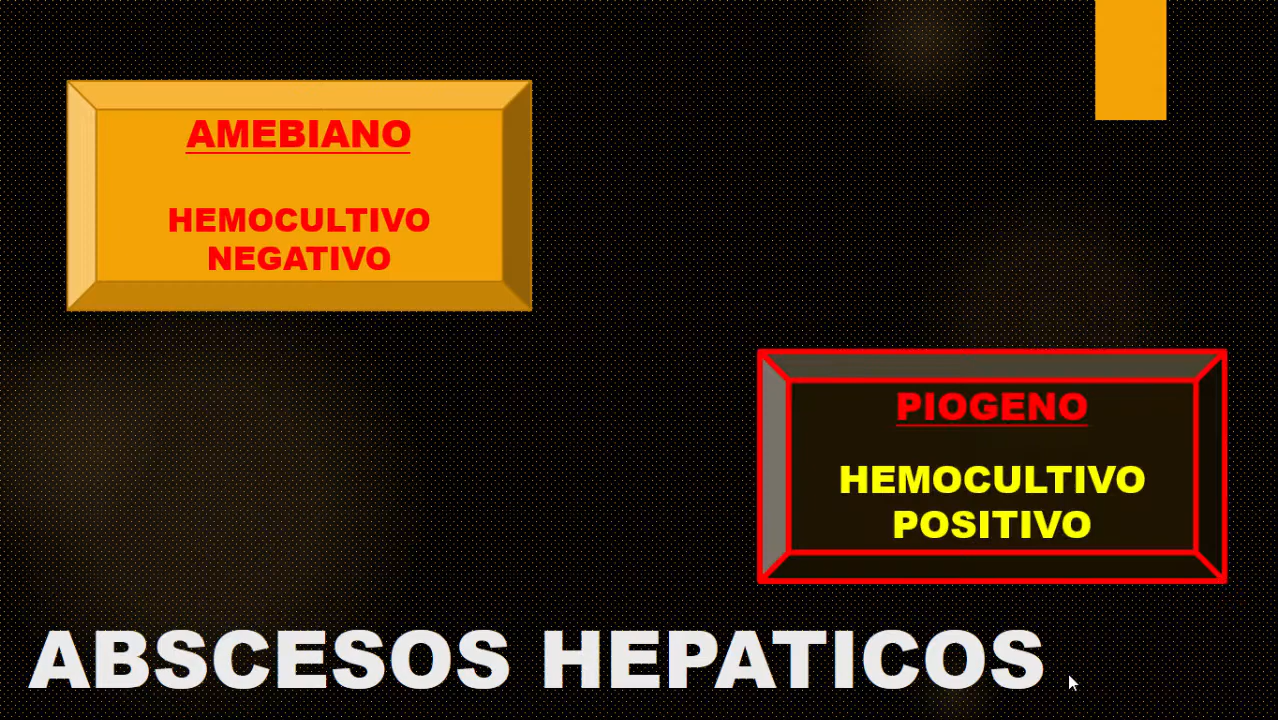 AMEBIANO
HEMOCULTIVO
NEGATIVO
PIOGENO
HEMOCULTIVO
POSITIVO
ABSCESOS HEPATICOS